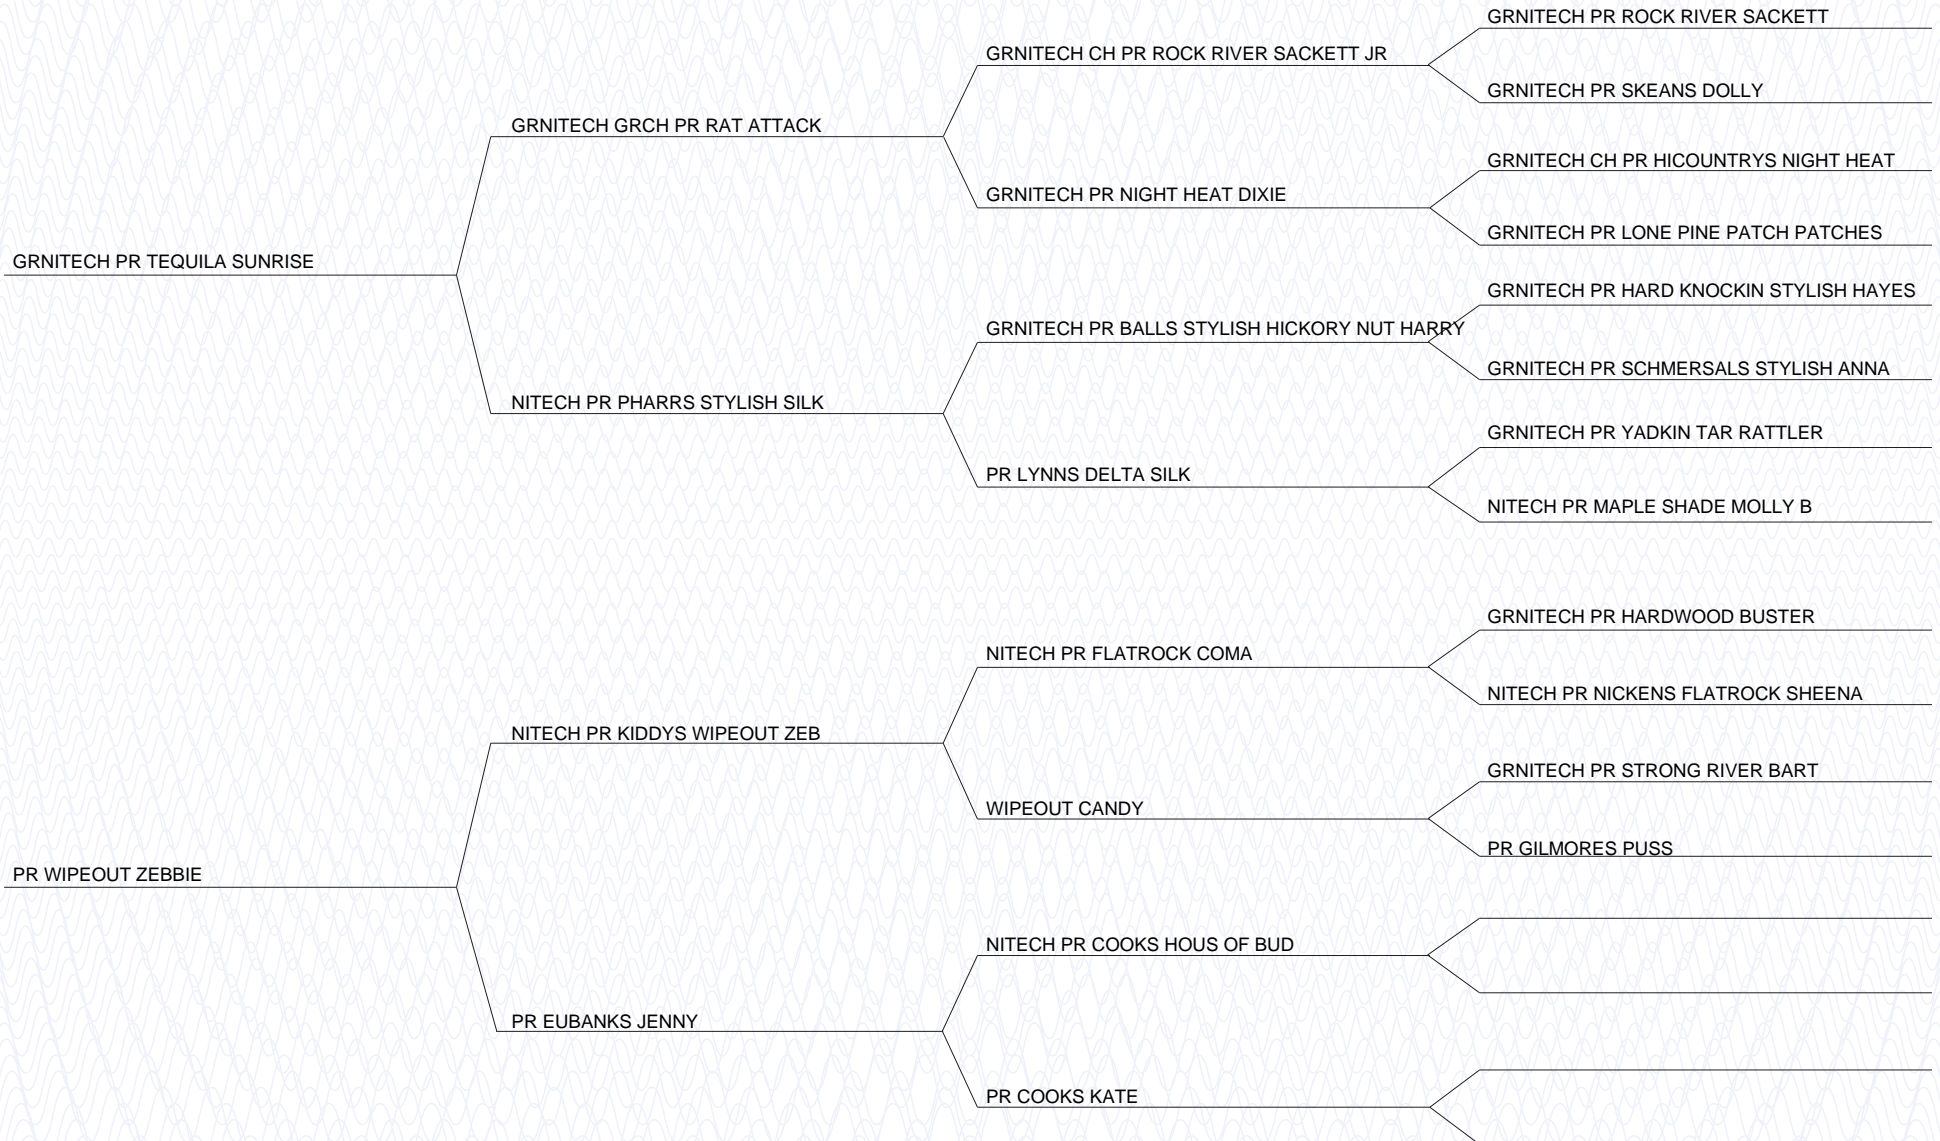 GRNITECH PR ROCK RIVER SACKETT
GRNITECH CH PR ROCK RIVER SACKETT JR
GRNITECH PR SKEANS DOLLY
GRNITECH GRCH PR RAT ATTACK
GRNITECH CH PR HICOUNTRYS NIGHT HEAT
GRNITECH PR NIGHT HEAT DIXIE
GRNITECH PR LONE PINE PATCH PATCHES
GRNITECH PR TEQUILA SUNRISE
GRNITECH PR HARD KNOCKIN STYLISH HAYES
GRNITECH PR BALLS STYLISH HICKORY NUT HARRY
GRNITECH PR SCHMERSALS STYLISH ANNA
NITECH PR PHARRS STYLISH SILK
GRNITECH PR YADKIN TAR RATTLER
PR LYNNS DELTA SILK
NITECH PR MAPLE SHADE MOLLY B
GRNITECH PR HARDWOOD BUSTER
NITECH PR FLATROCK COMA
NITECH PR NICKENS FLATROCK SHEENA
NITECH PR KIDDYS WIPEOUT ZEB
GRNITECH PR STRONG RIVER BART
WIPEOUT CANDY
PR GILMORES PUSS
PR WIPEOUT ZEBBIE
NITECH PR COOKS HOUS OF BUD
PR EUBANKS JENNY
PR COOKS KATE